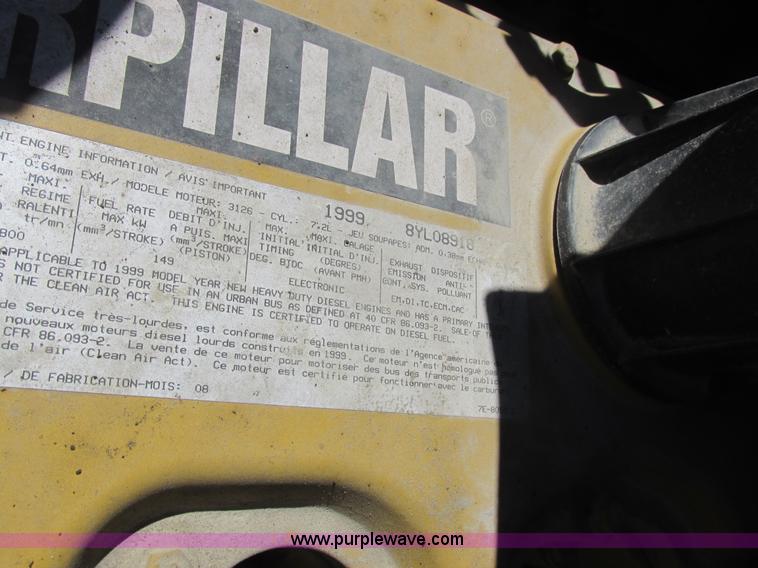 RPILLAR®
NT ENGINE INFORMATION / AVIS IMPORTANT
0.64mm EXH./ MODELE MOTEUR: 3126 - CYL.: 7.2L JEU SOUPAPES: ADM. 0.38mm
1999 8YL08918
MAXI. FUEL RATE DEBIT D'INJ. MAX. MAXI. CALAGE EXHAUST DISPOSITIF
REGIME MAX kW A PUIS. MAXI INITIAL INITIAL D'INJ. EMISSION ANTI-
RALENTI (mm³/STROKE) (mm³/STROKE) TIMING (DEGRES) CONT. SYS. POLLUANT
tr/mn (PISTON) DEG. BTDC (AVANT PMH)
800 149 ELECTRONIC EM,DI,TC,ECM,CAC
APPLICABLE TO 1999 MODEL YEAR NEW HEAVY DUTY DIESEL ENGINES AND HAS A PRIMARY
S NOT CERTIFIED FOR USE IN AN URBAN BUS AS DEFINED AT 40 CFR 86.093-2. SALE OF
R THE CLEAN AIR ACT. THIS ENGINE IS CERTIFIED TO OPERATE ON DIESEL FUEL.
de Service très-lourdes, est conforme aux réglementations de l'Agence américaine
nouveaux moteurs diesel lourds construits en 1999. Ce moteur n'est homologué
CFR 86.093-2. La vente de ce moteur pour motoriser des bus des transports
de l'air (Clean Air Act). Ce moteur est certifié pour fonctionner avec le
/ DE FABRICATION-MOIS: 08
www.purplewave.com